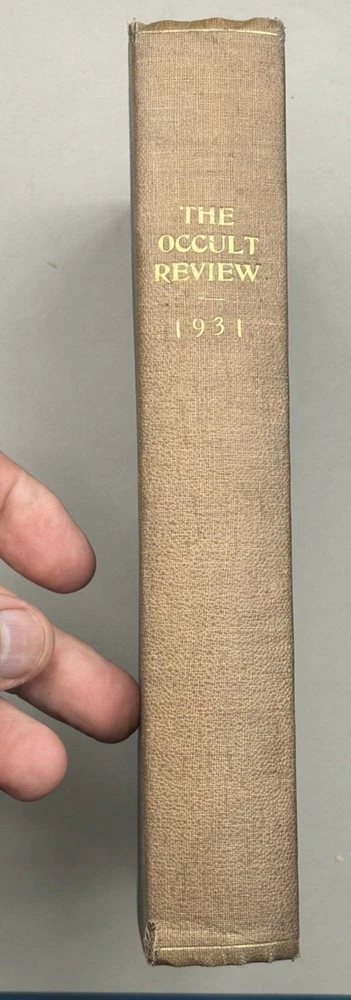 THE
OCCULT
REVIEW
1931